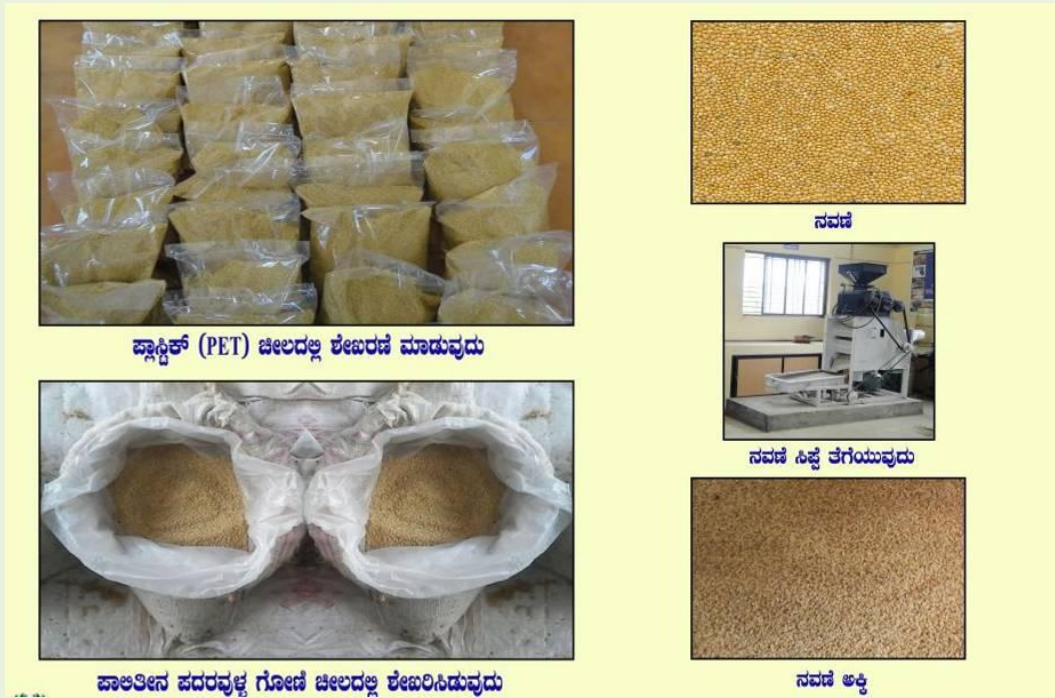 ಪ್ಲಾಸ್ಟಿಕ್ (PET) ಚೀಲದಲ್ಲಿ ಶೇಖರಣೆ ಮಾಡುವುದು
ಪಾಲಿತೀನ ಪದರವುಳ್ಳ ಗೋಣಿ ಚೀಲದಲ್ಲಿ ಶೇಖರಿಸಿಡುವುದು
ನವಣೆ
ನವಣೆ ಸಿಪ್ಪೆ ತೆಗೆಯುವುದು
ನವಣೆ ಅಕ್ಕಿ